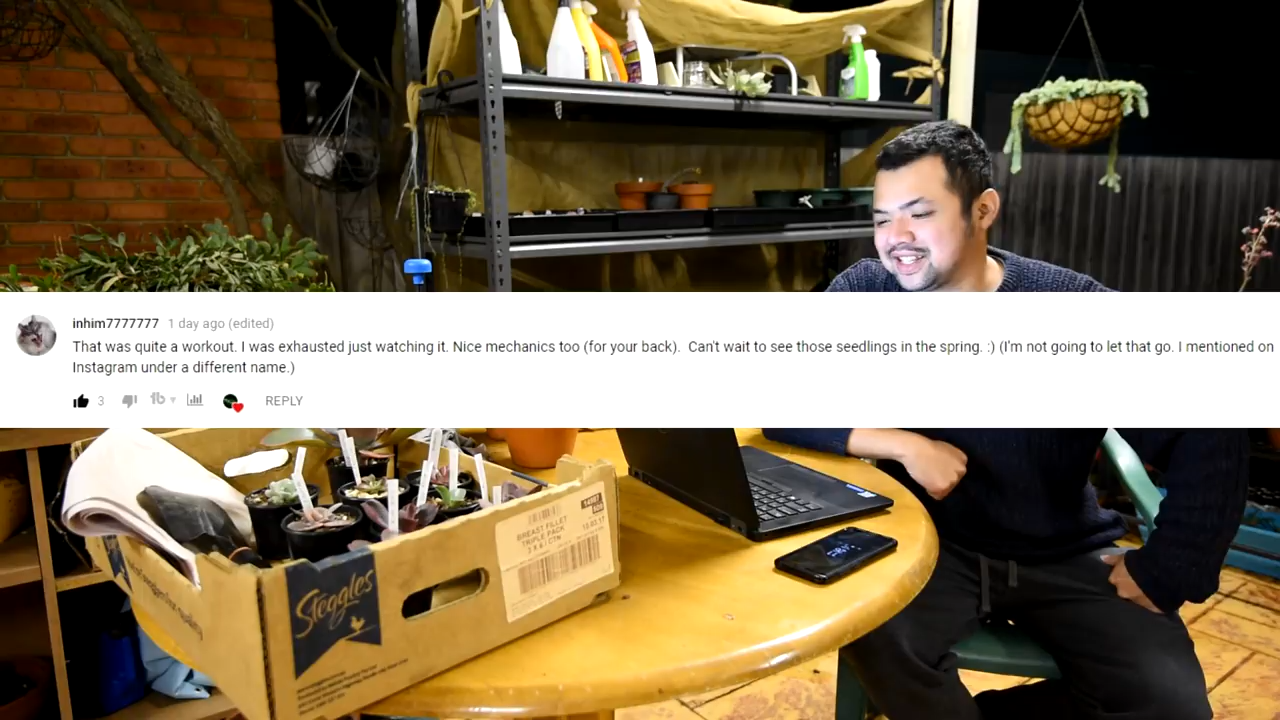 inhim7777777 1 day ago (edited)
That was quite a workout. I was exhausted just watching it. Nice mechanics too (for your back).  Can't wait to see those seedlings in the spring. :) (I'm not going to let that go. I mentioned on
Instagram under a different name.)
3 REPLY
Steggles
BREAST FILLET
TRIPLE PACK